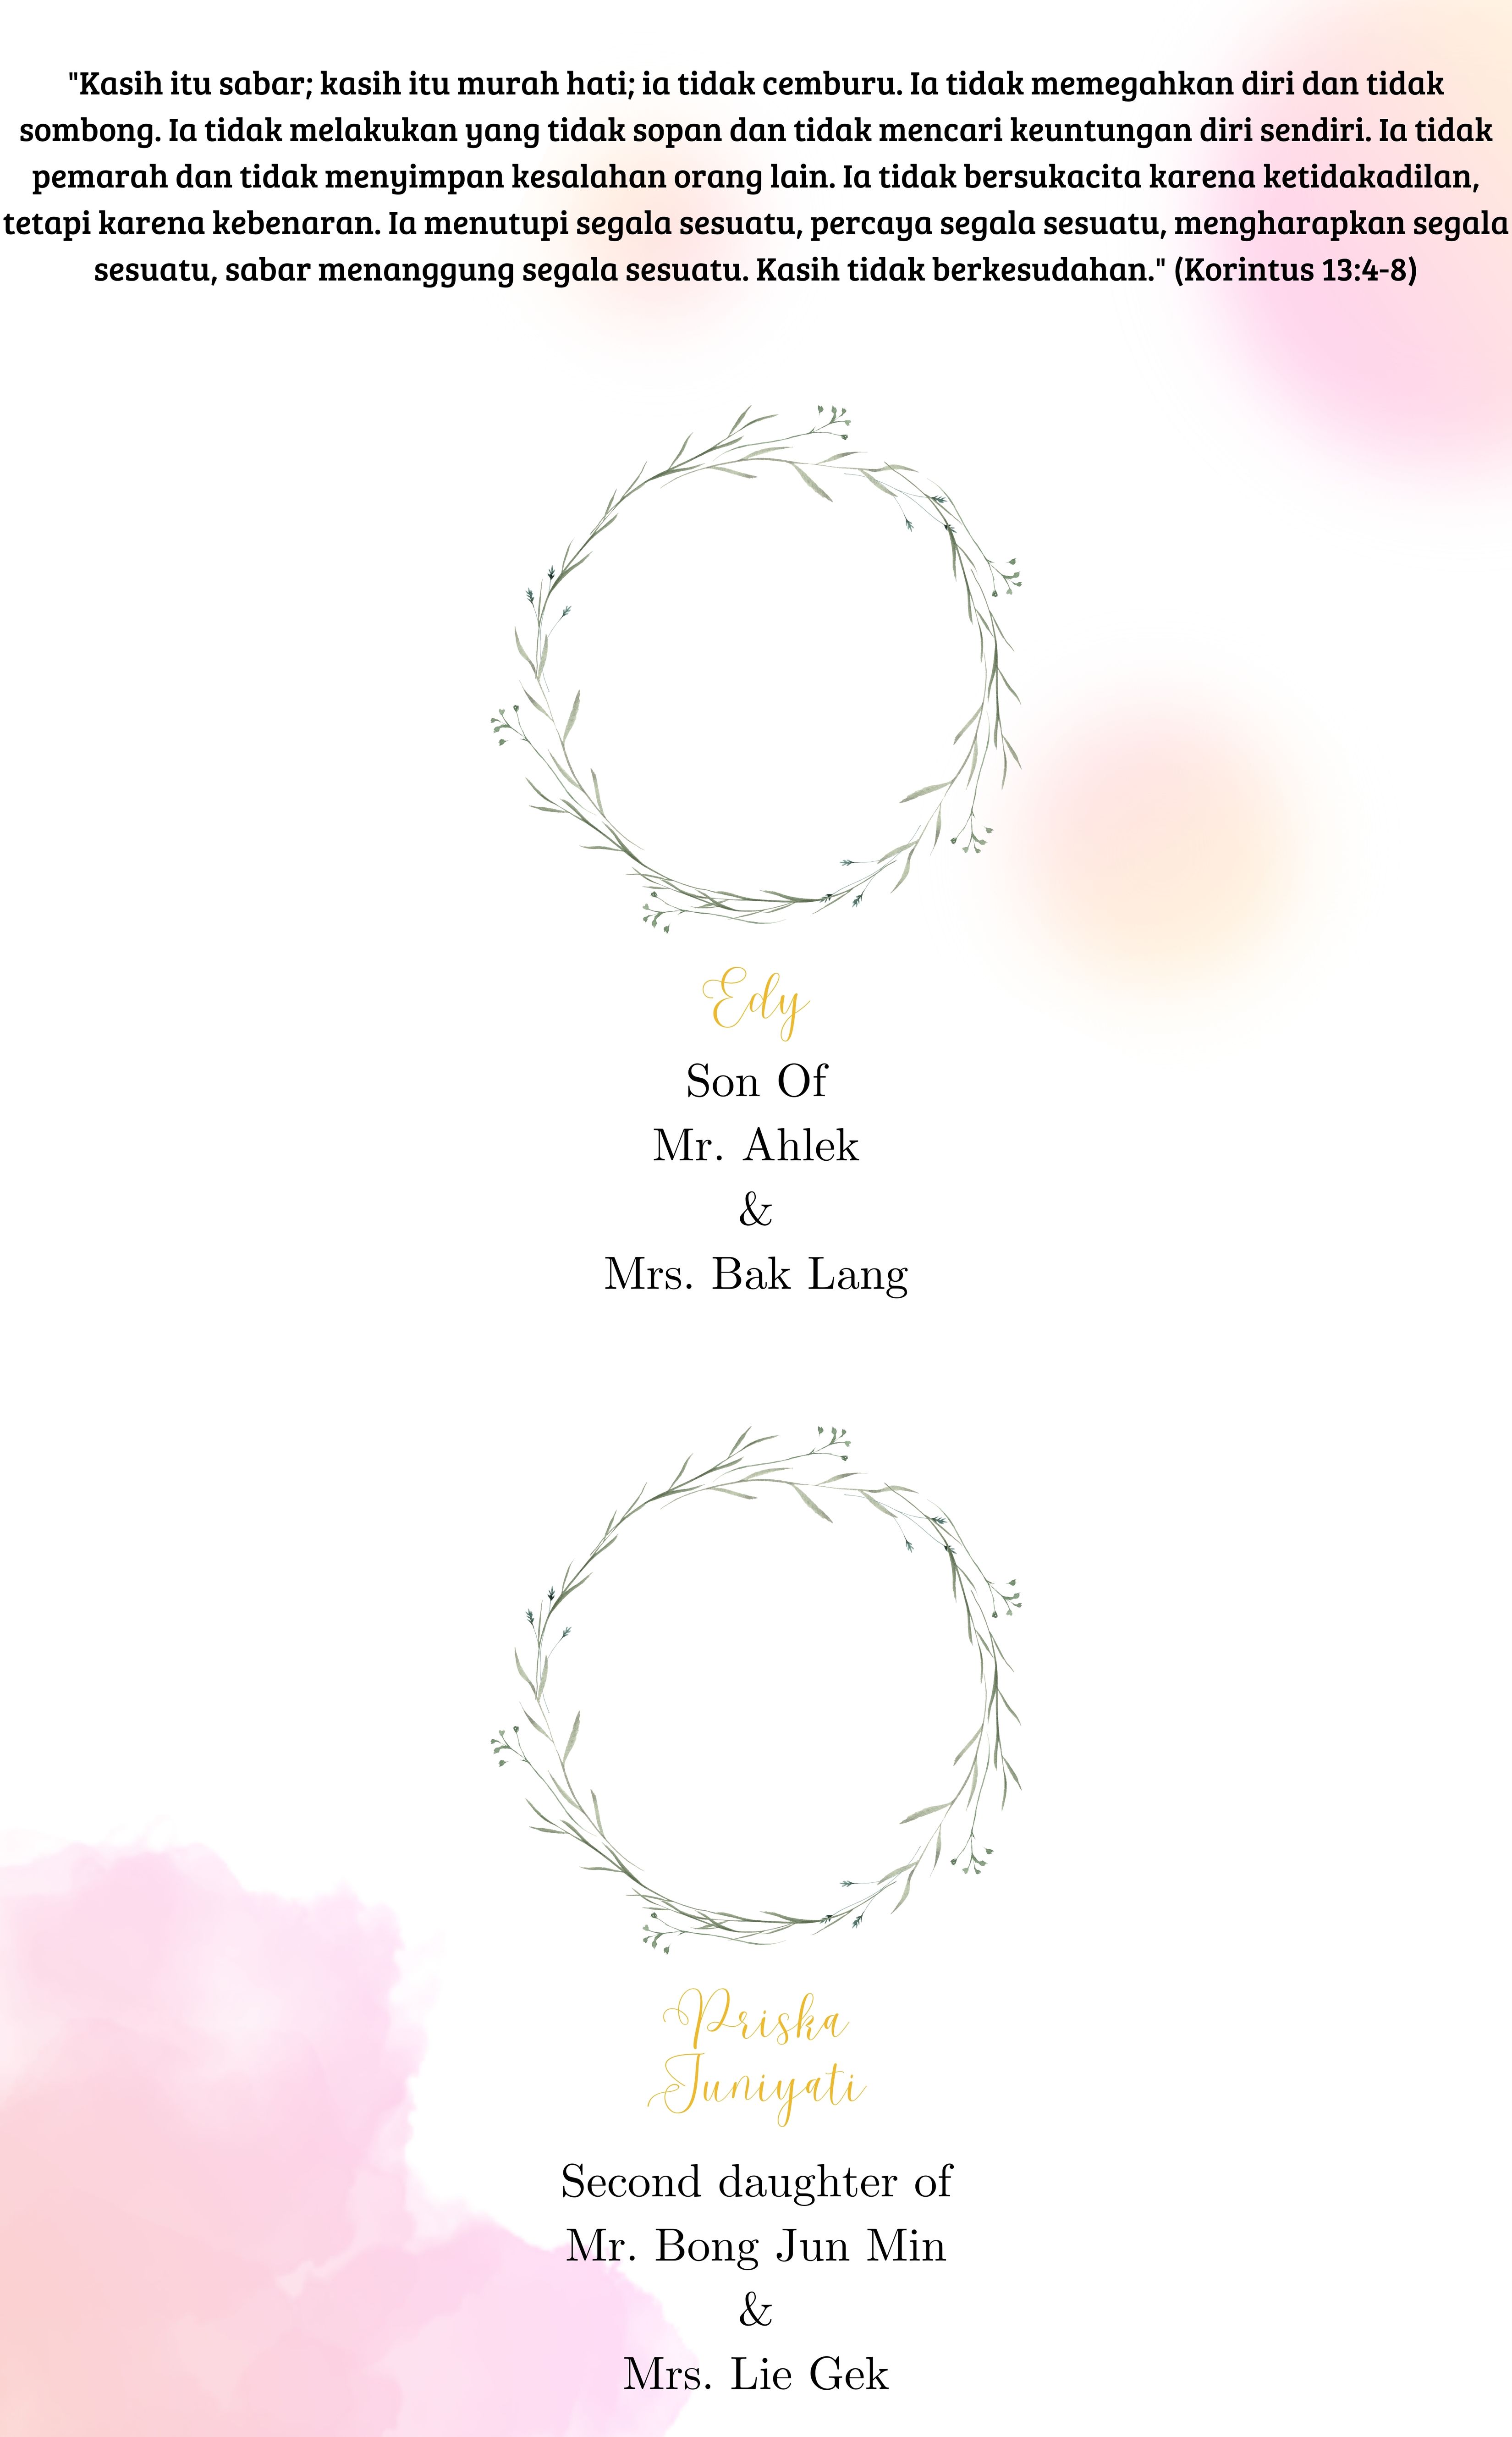 "Kasih itu sabar; kasih itu murah hati; ia tidak cemburu. Ia tidak memegahkan diri dan tidak
sombong. Ia tidak melakukan yang tidak sopan dan tidak mencari keuntungan diri sendiri. Ia tidak
pemarah dan tidak menyimpan kesalahan orang lain. Ia tidak bersukacita karena ketidakadilan,
tetapi karena kebenaran. Ia menutupi segala sesuatu, percaya segala sesuatu, mengharapkan segala
sesuatu, sabar menanggung segala sesuatu. Kasih tidak berkesudahan." (Korintus 13:4-8)
Edy
Son Of
Mr. Ahlek
&
Mrs. Bak Lang
Priska
Juniyati
Second daughter of
Mr. Bong Jun Min
&
Mrs. Lie Gek